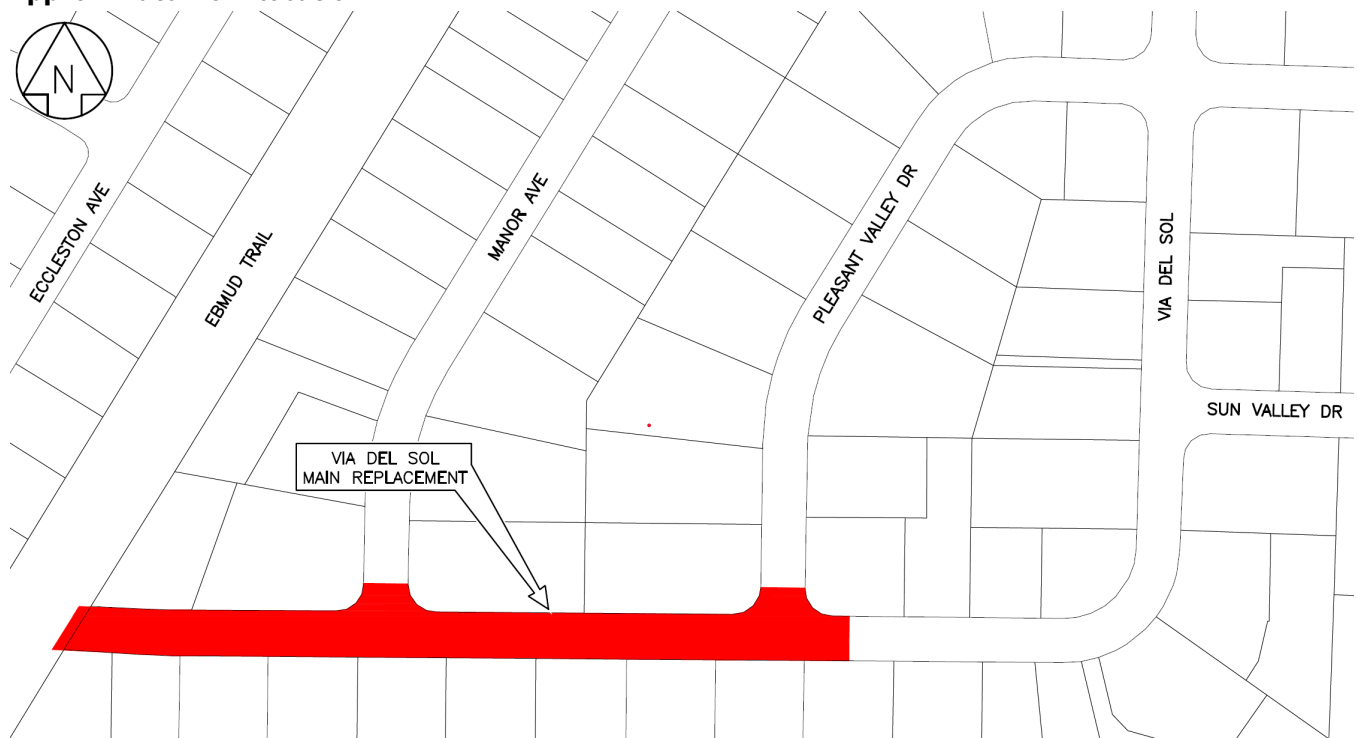 N
ECCLESTON AVE
EBMUD TRAIL
MANOR AVE
PLEASANT VALLEY DR
VIA DEL SOL
SUN VALLEY DR
VIA DEL SOL
MAIN REPLACEMENT